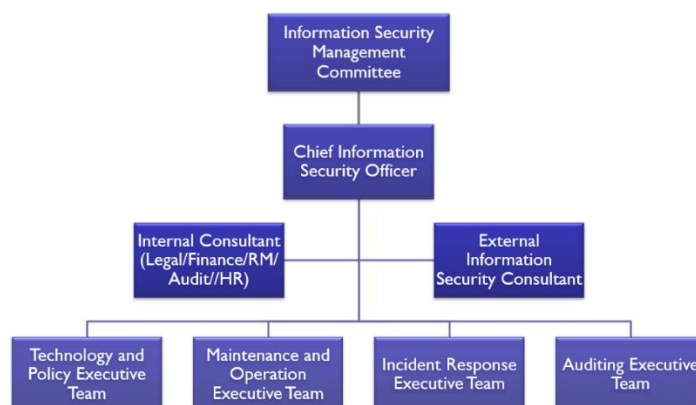 Information Security
Management
Committee
Chief Information
Security Officer
Internal Consultant
(Legal/Finance/RM/
Audit//HR)
External
Information
Security Consultant
Technology and
Policy Executive
Team
Maintenance and
Operation
Executive Team
Incident Response
Executive Team
Auditing Executive
Team